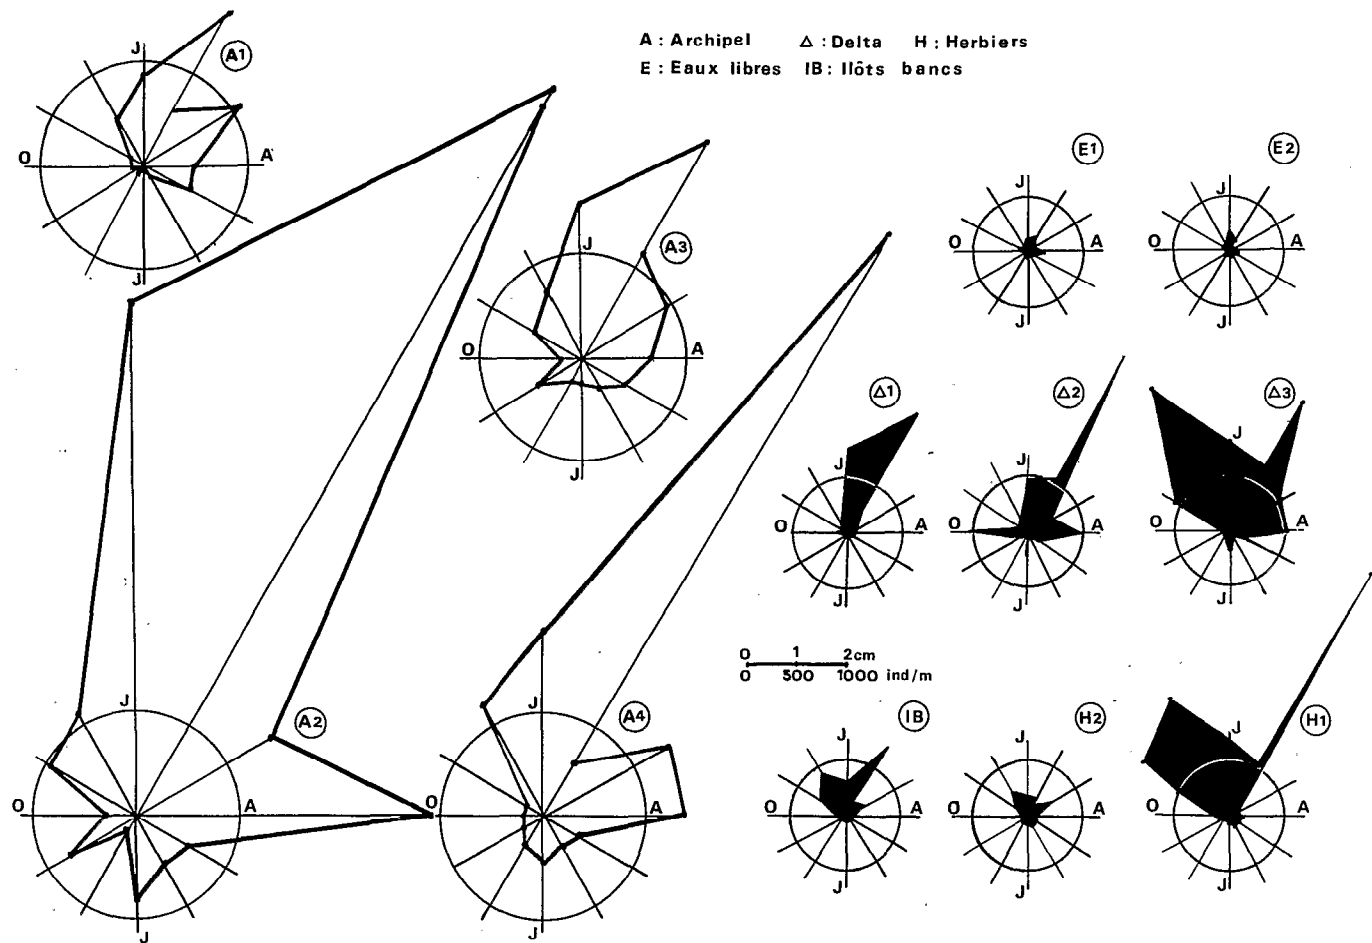 A : Archipel Δ : Delta H : Herbiers
E : Eaux libres IB : Ilôts bancs
A1
J
O
A
J
E1
J
O
A
J
E2
J
O
A
J
A3
J
O
A
J
Δ1
J
O
A
J
Δ2
J
O
A
J
Δ3
J
O
A
J
0 1 2cm
0 500 1000 ind/m
A2
J
O
A
J
A4
J
O
A
J
IB
J
O
A
J
H2
J
O
A
J
H1
J
O
A
J